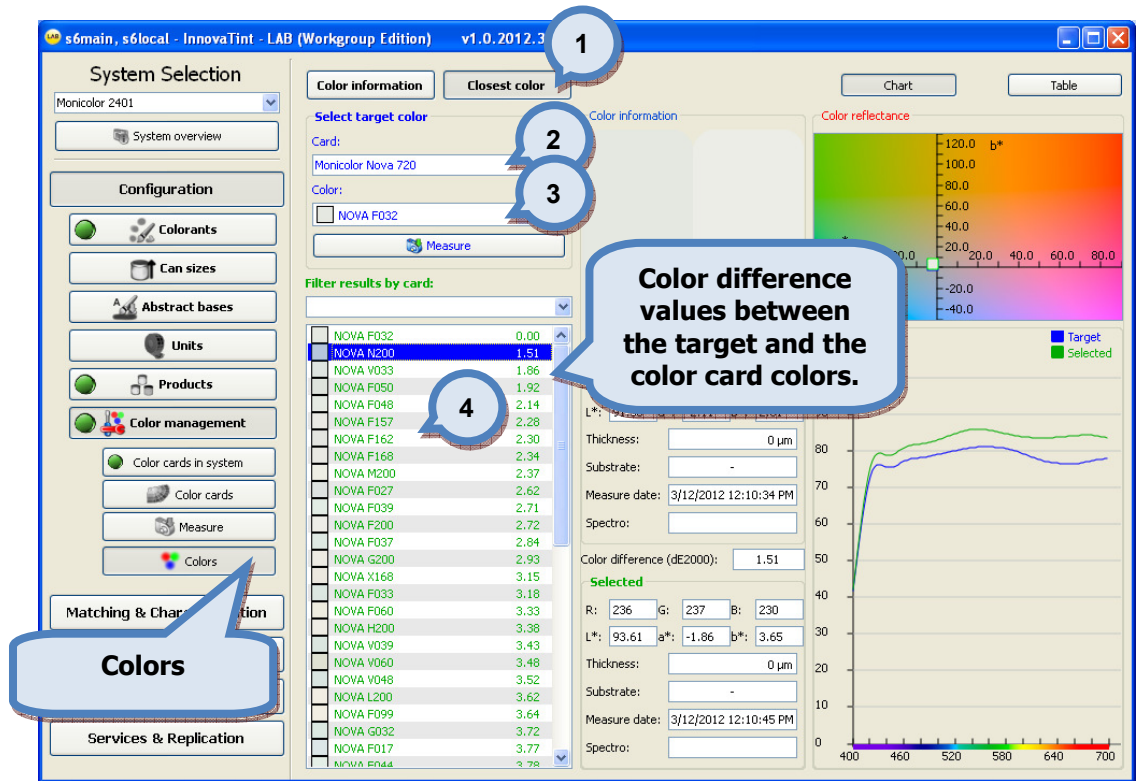 s6main, s6local - InnovaTint - LAB (Workgroup Edition) v1.0.2012.3
1
System Selection
Monicolor 2401
System overview
Configuration
Colorants
Can sizes
Abstract bases
Units
Products
Color management
Color cards in system
Color cards
Measure
Colors
Matching & Char
tion
Colors
Services & Replication
Color information
Closest color
Select target color
Card:
2
Monicolor Nova 720
Color:
3
NOVA F032
Measure
Filter results by card:
NOVA F032 0.00
NOVA N200 1.51
NOVA V033 1.86
NOVA F050 1.92
NOVA F048 2.14
NOVA F157 2.28
NOVA F162 2.30
NOVA F168 2.34
NOVA M200 2.37
NOVA F027 2.62
NOVA F039 2.71
NOVA F200 2.72
NOVA F037 2.84
NOVA G200 2.93
NOVA X168 3.15
NOVA F033 3.18
NOVA F060 3.33
NOVA H200 3.38
NOVA V039 3.43
NOVA V060 3.48
NOVA V048 3.52
NOVA L200 3.62
NOVA F099 3.64
NOVA G032 3.72
NOVA F017 3.77
NOVA F044 3.78
4
Color information
Color difference
values between
the target and the
color card colors.
Thickness: 0 µm
Substrate: -
Measure date: 3/12/2012 12:10:34 PM
Spectro:
Color difference (dE2000): 1.51
Selected
R: 236 G: 237 B: 230
L*: 93.61 a*: -1.86 b*: 3.65
Thickness: 0 µm
Substrate: -
Measure date: 3/12/2012 12:10:45 PM
Spectro:
Chart
Table
Color reflectance
120.0 b*
100.0
80.0
60.0
40.0
20.0
20.0 40.0 60.0 80.0
-20.0
-40.0
Target
Selected
80
70
60
50
40
30
20
10
0
400 460 520 580 640 700